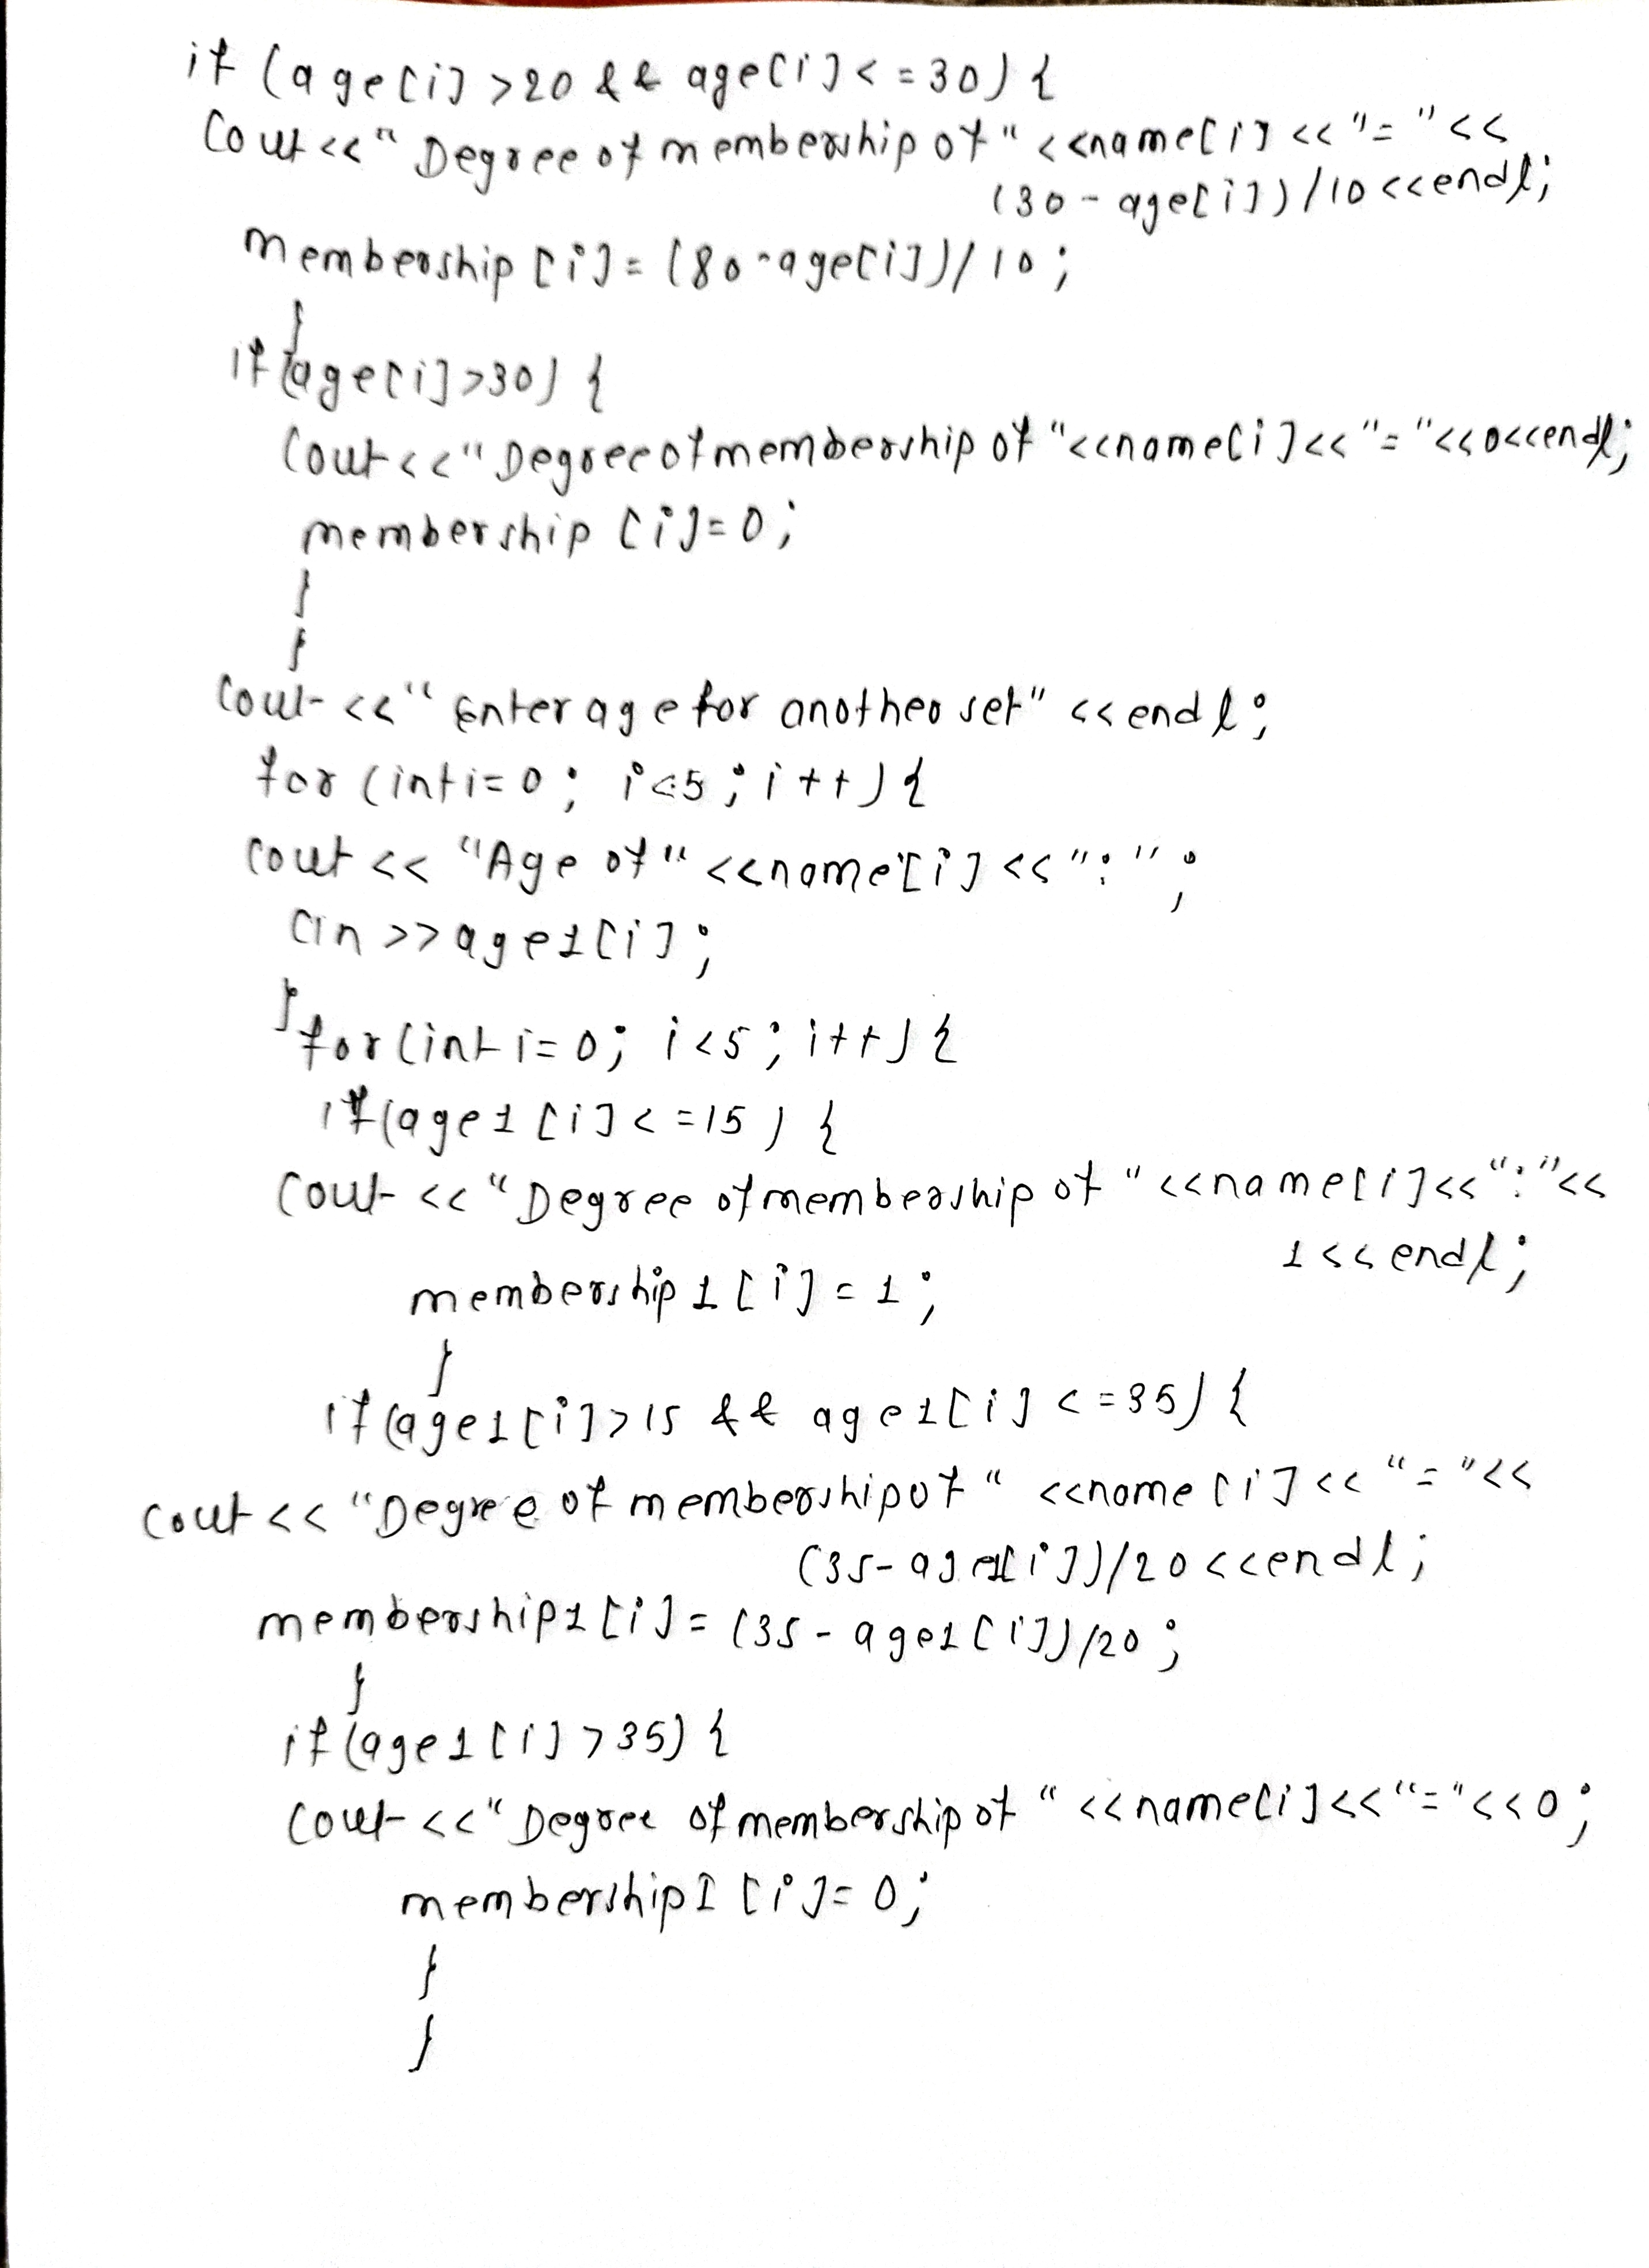 if (age[i] >20 && age[i] <=30) {
Cout <<" Degree of membership of " <<name[i] << "=" <<
(30 - age[i]) /10 <<endl;
membership [i] = (80 - age[i]) / 10 ;
}
if (age[i] >30) {
Cout <<" Degree of membership of "<<name[i]<<"="<<0<<endl;
membership [i] = 0 ;
}
}
Cout <<" Enter age for another set" <<endl ;
for (int i=0 ; i<5 ; i++) {
Cout << "Age of " <<name[i] <<":" ;
Cin >>age1[i] ;
}
for (int i=0; i<5 ; i++) {
if (age1 [i] <=15 ) {
Cout <<"Degree of membership of " <<name[i]<<":"<<
1<<endl;
membership1 [i] = 1 ;
}
if (age1[i]>15 && age1[i] <=35) {
Cout << "Degree of membership of " <<name [i] << "=" <<
(35-age1[i])/20 <<endl ;
membership1 [i] = (35 - age1[i])/20 ;
}
if (age1[i] >35) {
Cout <<"Degree of membership of " <<name[i]<<"="<<0 ;
membership1 [i] = 0;
}
}